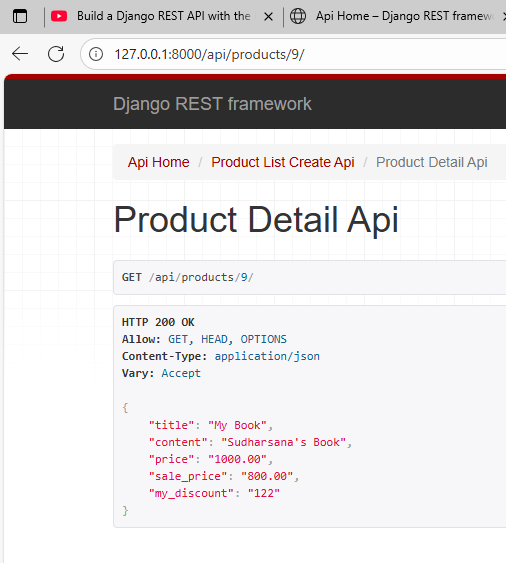 Build a Django REST API with the
Api Home – Django REST framew
127.0.0.1:8000/api/products/9/
Django REST framework
Api Home / Product List Create Api / Product Detail Api
Product Detail Api
GET /api/products/9/
HTTP 200 OK
Allow: GET, HEAD, OPTIONS
Content-Type: application/json
Vary: Accept
{
    "title": "My Book",
    "content": "Sudharsana's Book",
    "price": "1000.00",
    "sale_price": "800.00",
    "my_discount": "122"
}